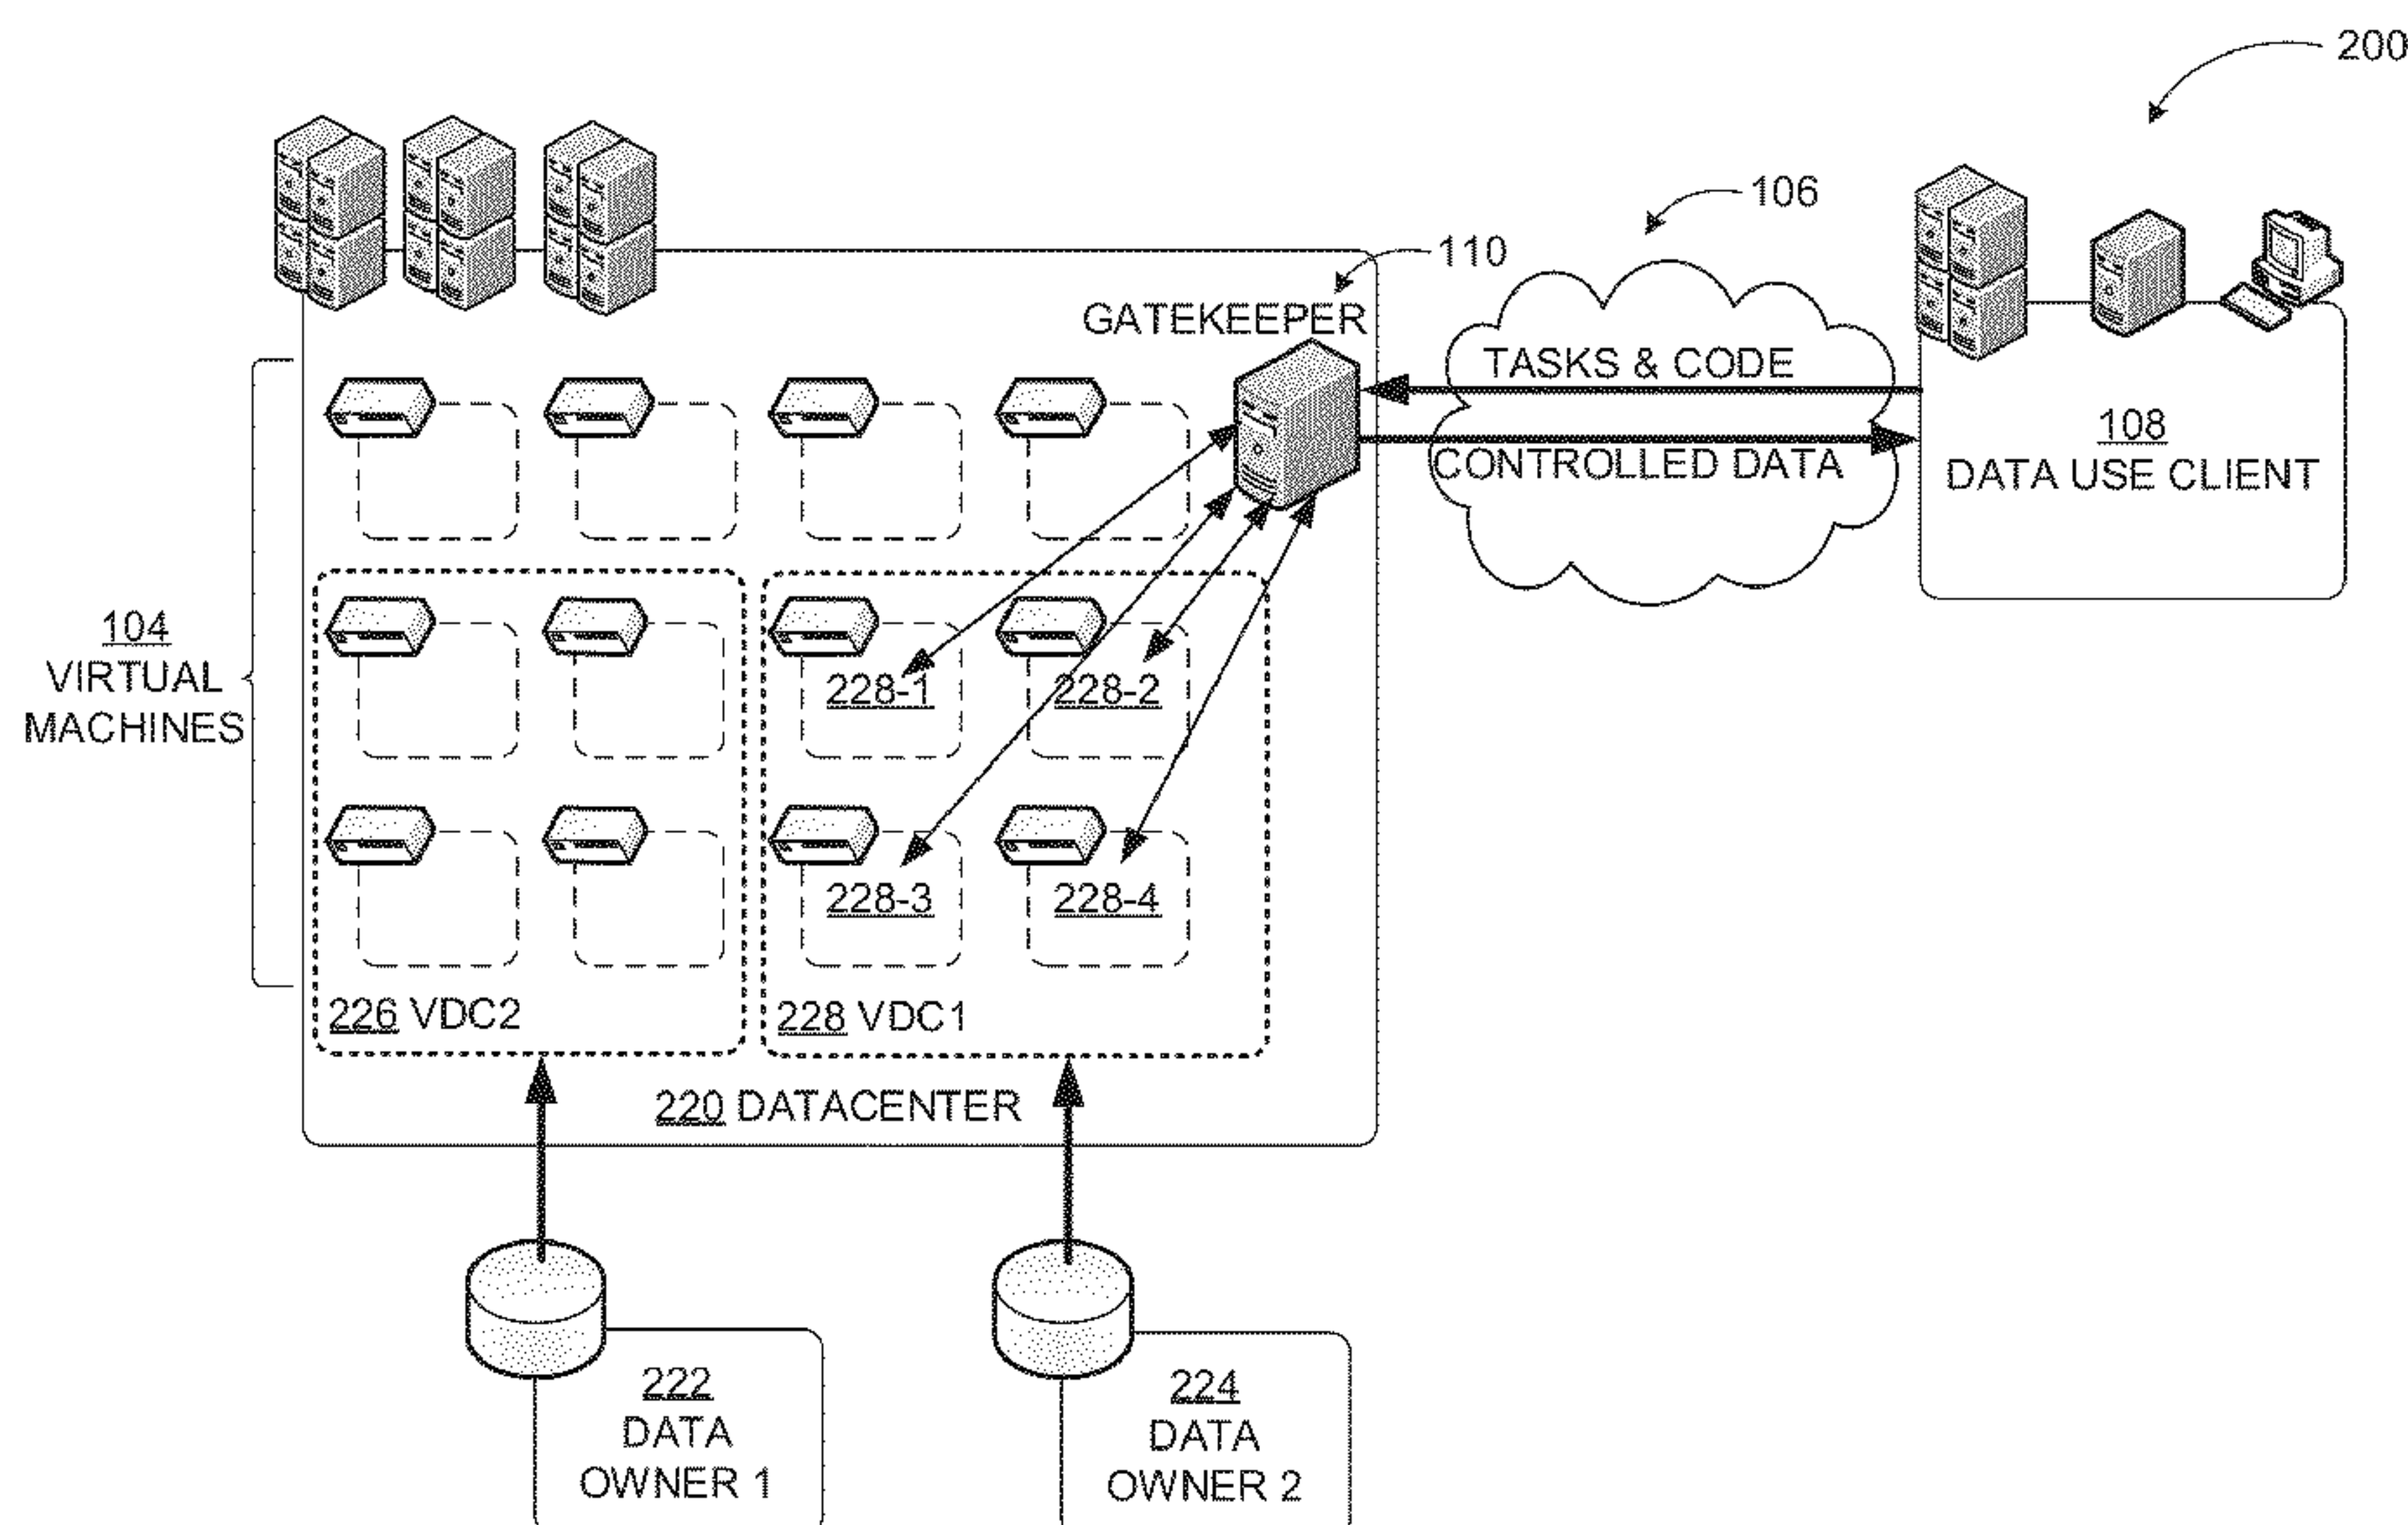 200
106
110
GATEKEEPER
TASKS & CODE
CONTROLLED DATA
108
DATA USE CLIENT
104
VIRTUAL
MACHINES
228-1
228-2
228-3
228-4
226 VDC2
228 VDC1
220 DATACENTER
222
DATA
OWNER 1
224
DATA
OWNER 2